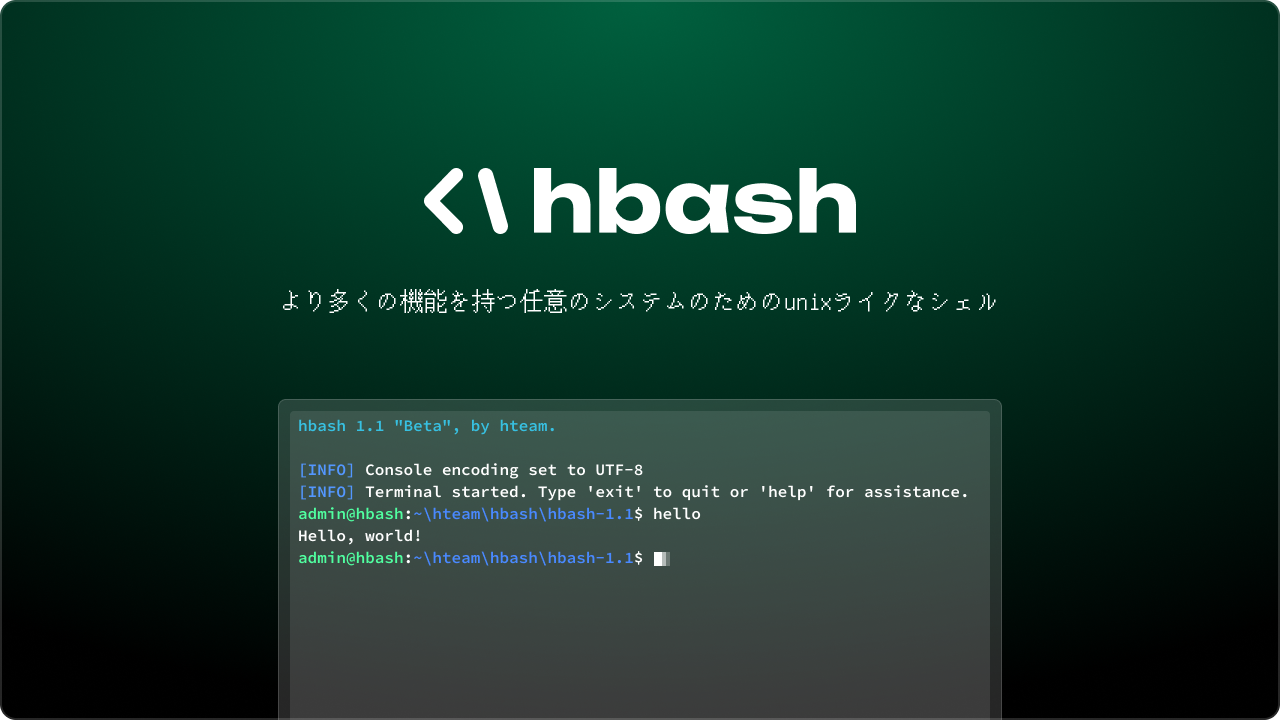 <\ hbash
より多くの機能を持つ任意のシステムのためのunixライクなシェル
hbash 1.1 "Beta", by hteam.
[INFO] Console encoding set to UTF-8
[INFO] Terminal started. Type 'exit' to quit or 'help' for assistance.
admin@hbash:~\hteam\hbash\hbash-1.1$ hello
Hello, world!
admin@hbash:~\hteam\hbash\hbash-1.1$